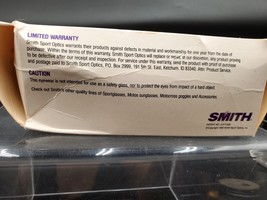 LIMITED WARRANTY
Smith Sport Optics warrants their products against defects in material and workmanship for one year from the date of
purchase. Within the terms of this warranty, Smith Sport Optics will replace or repair, at our discretion, any product proved
to be defective after our receipt and inspection. For service under this warranty, send the product with proof of purchase
and postage paid to Smith Sport Optics, P.O. Box 2999, 191 5th St. East, Ketchum, ID 83340, Attn: Product Service.
CAUTION
This eyewear is not intended for use as a safety glass, nor to protect the eyes from impact of a hard object.
Check out Smith's other quality lines of Sportglasses, Motox sunglasses, Motorcross goggles and Accessories.
SMITH